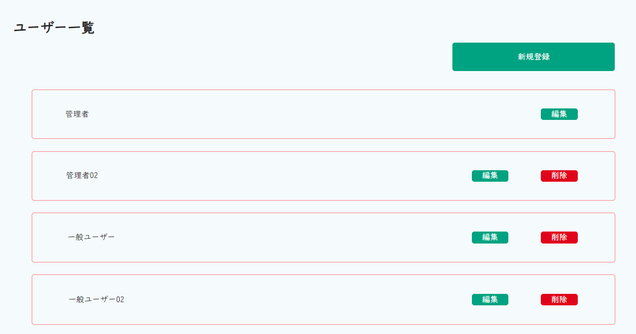 ユーザー一覧
新規登録
管理者 編集
管理者02 編集 削除
一般ユーザー 編集 削除
一般ユーザー02 編集 削除